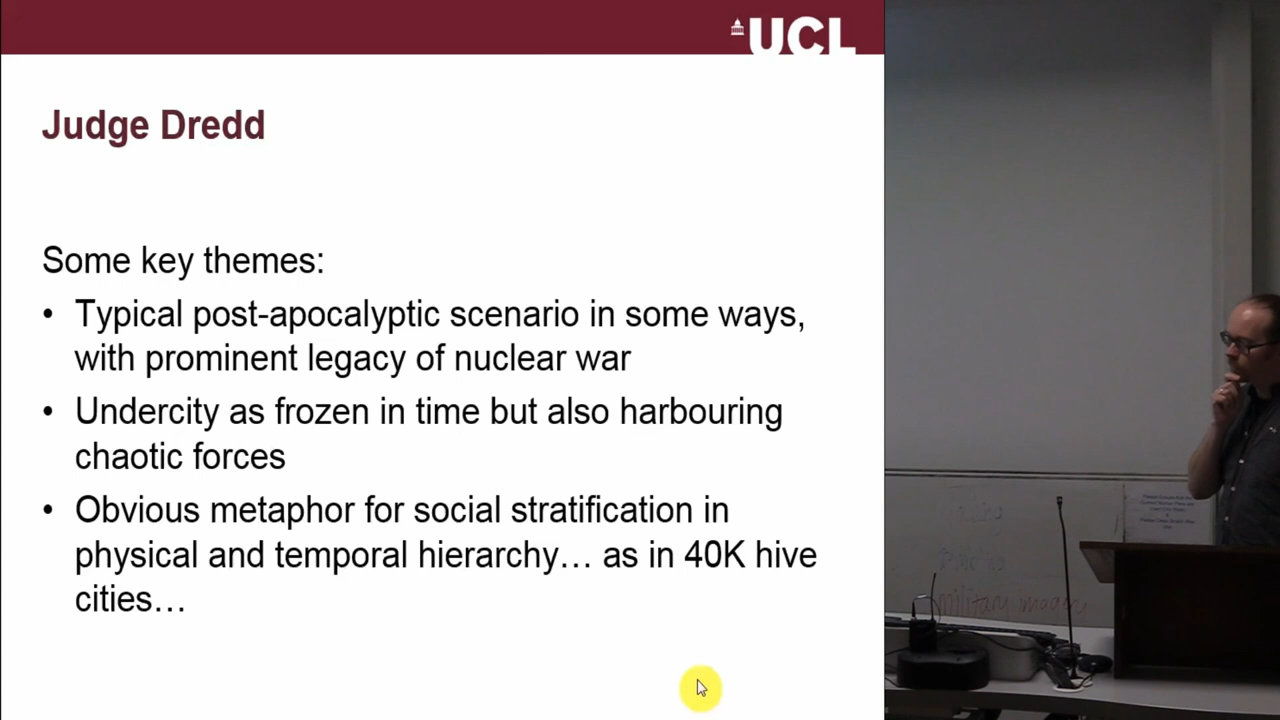 UCL
Judge Dredd
Some key themes:
• Typical post-apocalyptic scenario in some ways,
with prominent legacy of nuclear war
• Undercity as frozen in time but also harbouring
chaotic forces
• Obvious metaphor for social stratification in
physical and temporal hierarchy… as in 40K hive
cities…
military imagery